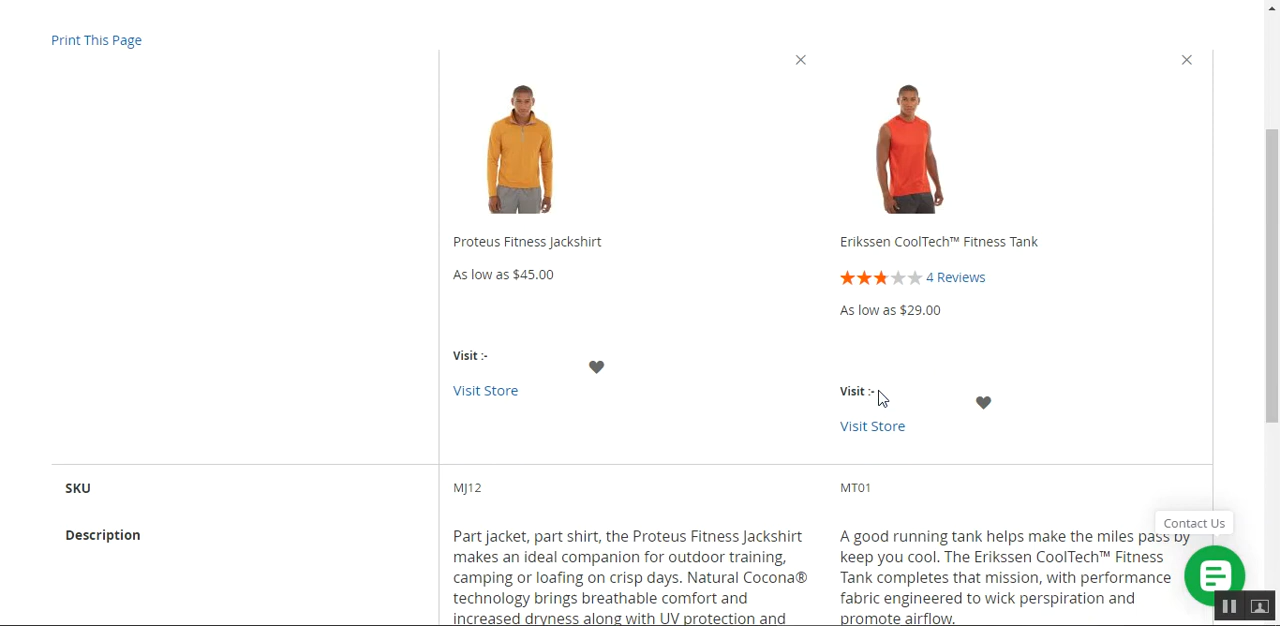 Print This Page
Proteus Fitness Jackshirt
As low as $45.00
Visit :-
Visit Store
Erikssen CoolTech™ Fitness Tank
4 Reviews
As low as $29.00
Visit :-
Visit Store
SKU
MJ12
MT01
Description
Part jacket, part shirt, the Proteus Fitness Jackshirt
makes an ideal companion for outdoor training,
camping or loafing on crisp days. Natural Cocona®
technology brings breathable comfort and
increased dryness along with UV protection and
A good running tank helps make the miles pass by
keep you cool. The Erikssen CoolTech™ Fitness
Tank completes that mission, with performance
fabric engineered to wick perspiration and
promote airflow.
Contact Us